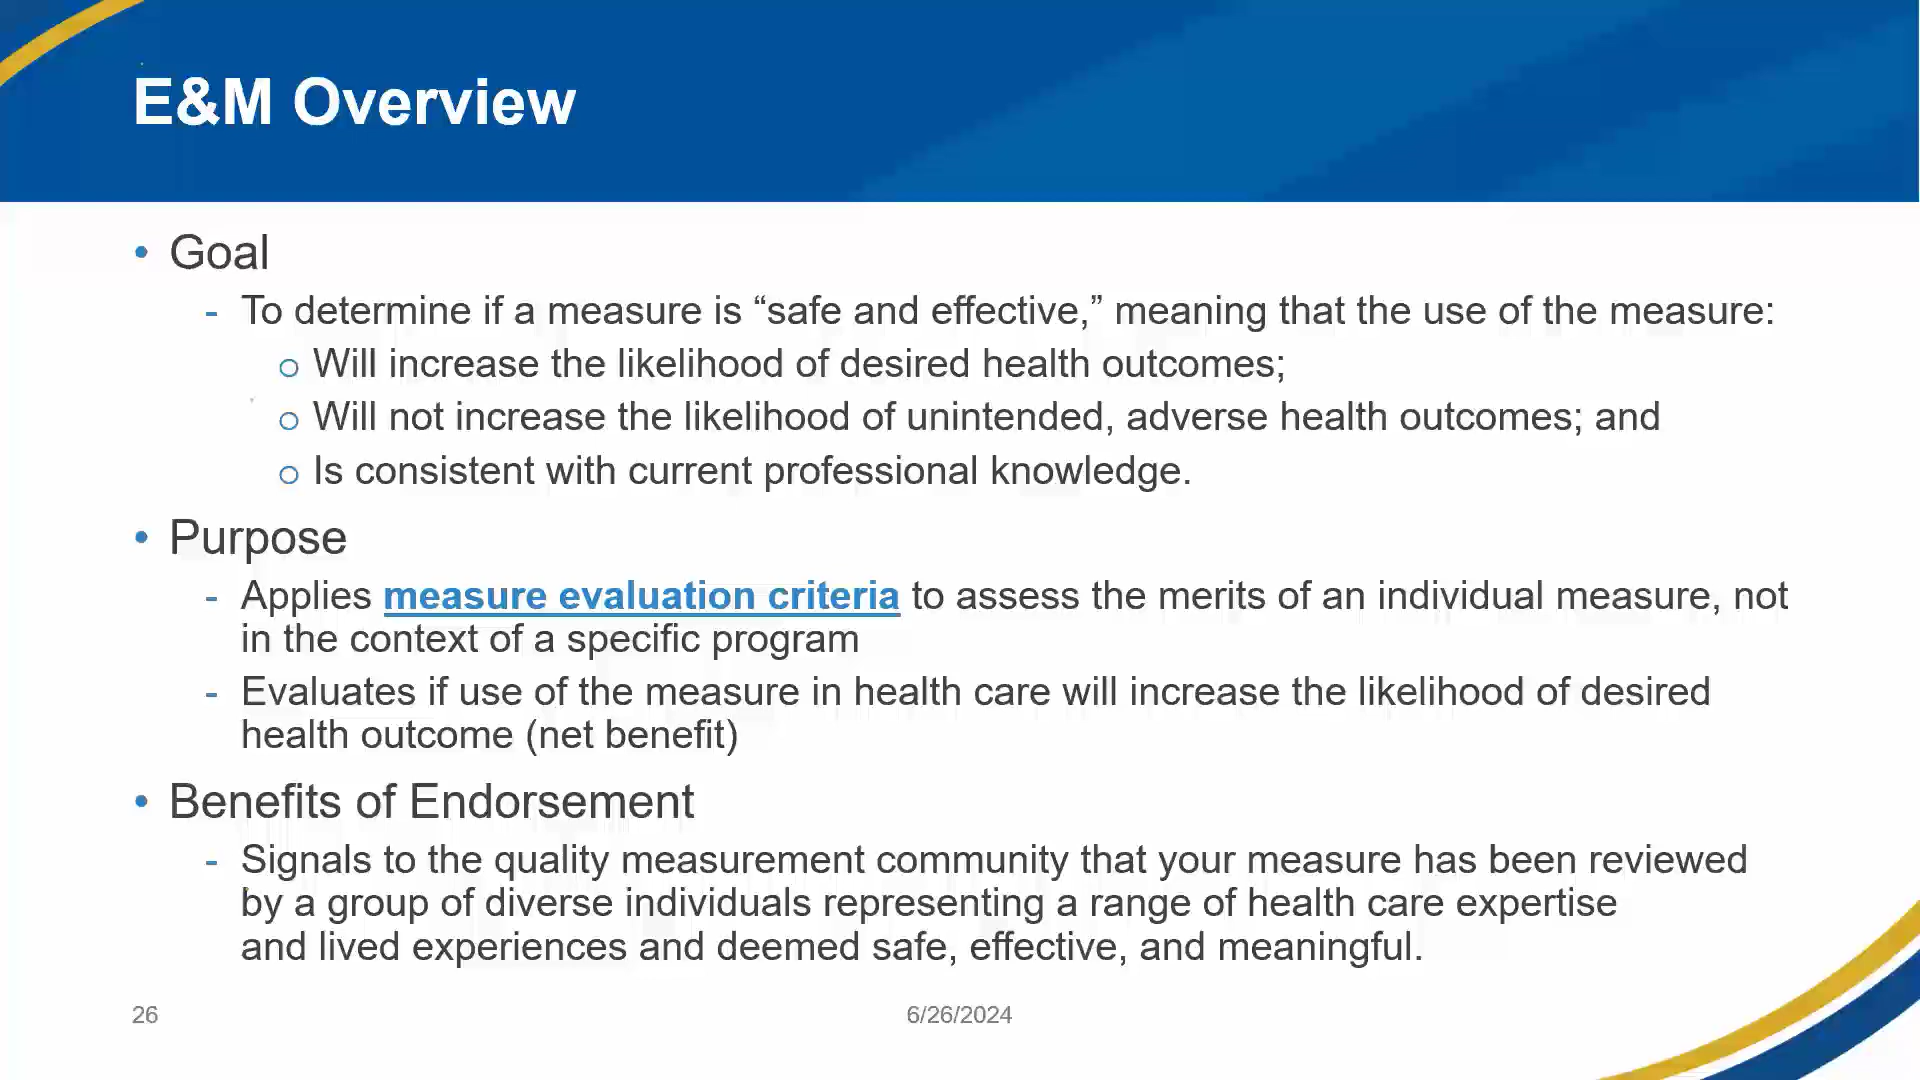 E&M Overview
• Goal
- To determine if a measure is “safe and effective,” meaning that the use of the measure:
o Will increase the likelihood of desired health outcomes;
o Will not increase the likelihood of unintended, adverse health outcomes; and
o Is consistent with current professional knowledge.
• Purpose
- Applies measure evaluation criteria to assess the merits of an individual measure, not
in the context of a specific program
- Evaluates if use of the measure in health care will increase the likelihood of desired
health outcome (net benefit)
• Benefits of Endorsement
- Signals to the quality measurement community that your measure has been reviewed
by a group of diverse individuals representing a range of health care expertise
and lived experiences and deemed safe, effective, and meaningful.
26
6/26/2024